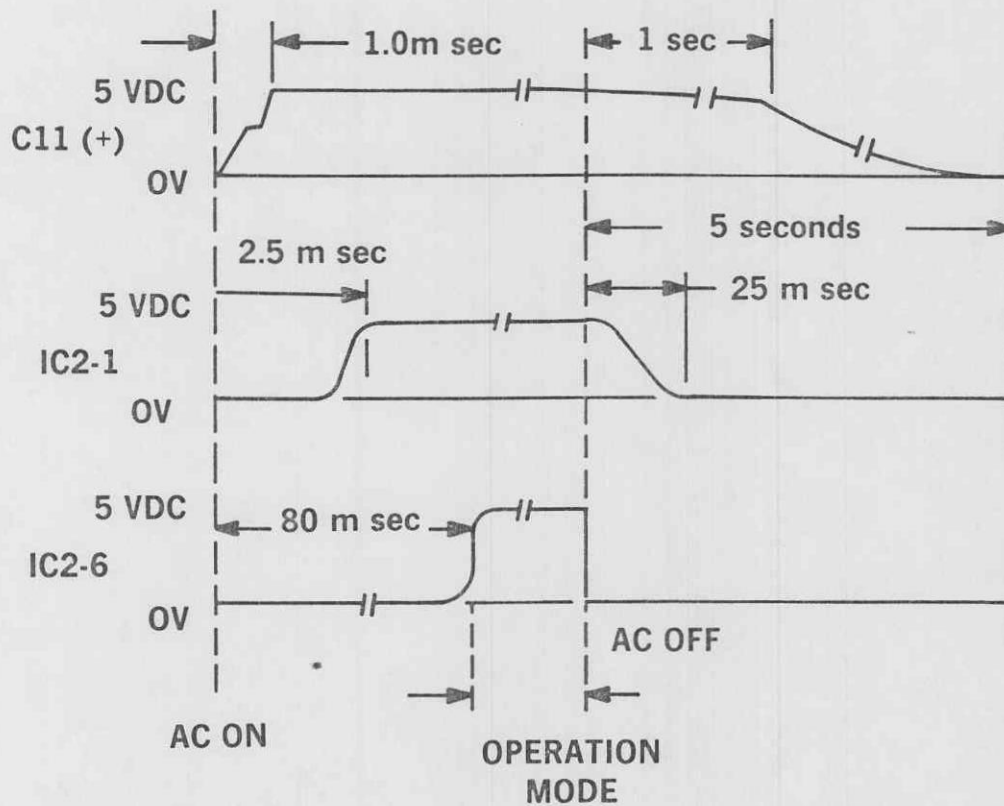 1.0m sec
1 sec
5 VDC
C11 (+)
OV
5 seconds
2.5 m sec
25 m sec
5 VDC
IC2-1
OV
5 VDC
80 m sec
IC2-6
OV
AC OFF
AC ON
OPERATION
MODE